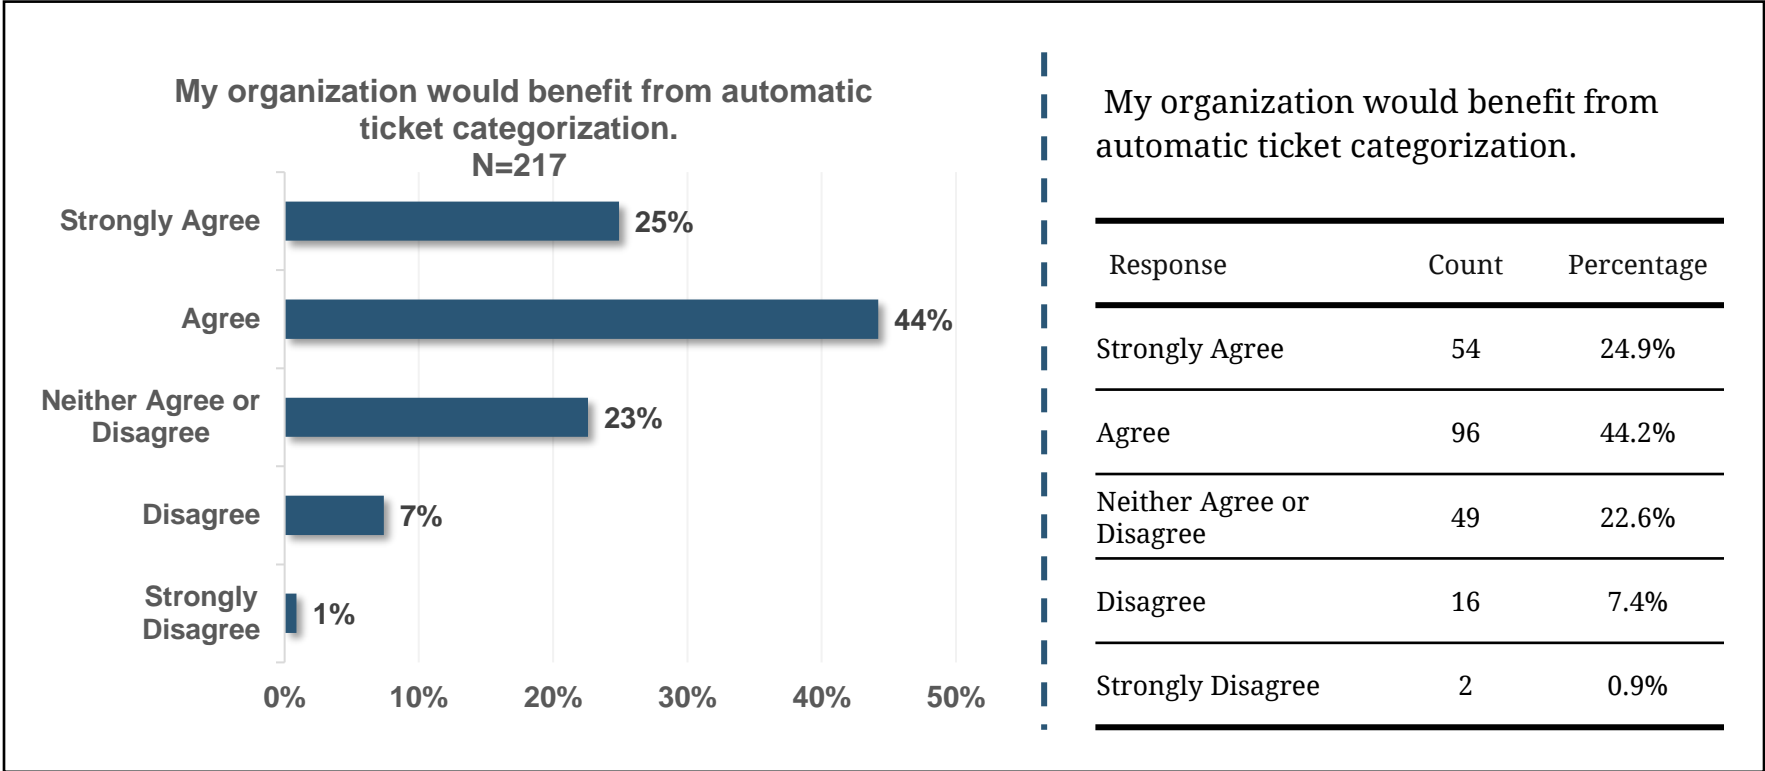 My organization would benefit from automatic
ticket categorization.
N=217
Strongly Agree
25%
Agree
44%
Neither Agree or
Disagree
23%
Disagree
7%
Strongly
Disagree
1%
0% 10% 20% 30% 40% 50%
My organization would benefit from
automatic ticket categorization.
Response Count Percentage
Strongly Agree 54 24.9%
Agree 96 44.2%
Neither Agree or
Disagree 49 22.6%
Disagree 16 7.4%
Strongly Disagree 2 0.9%